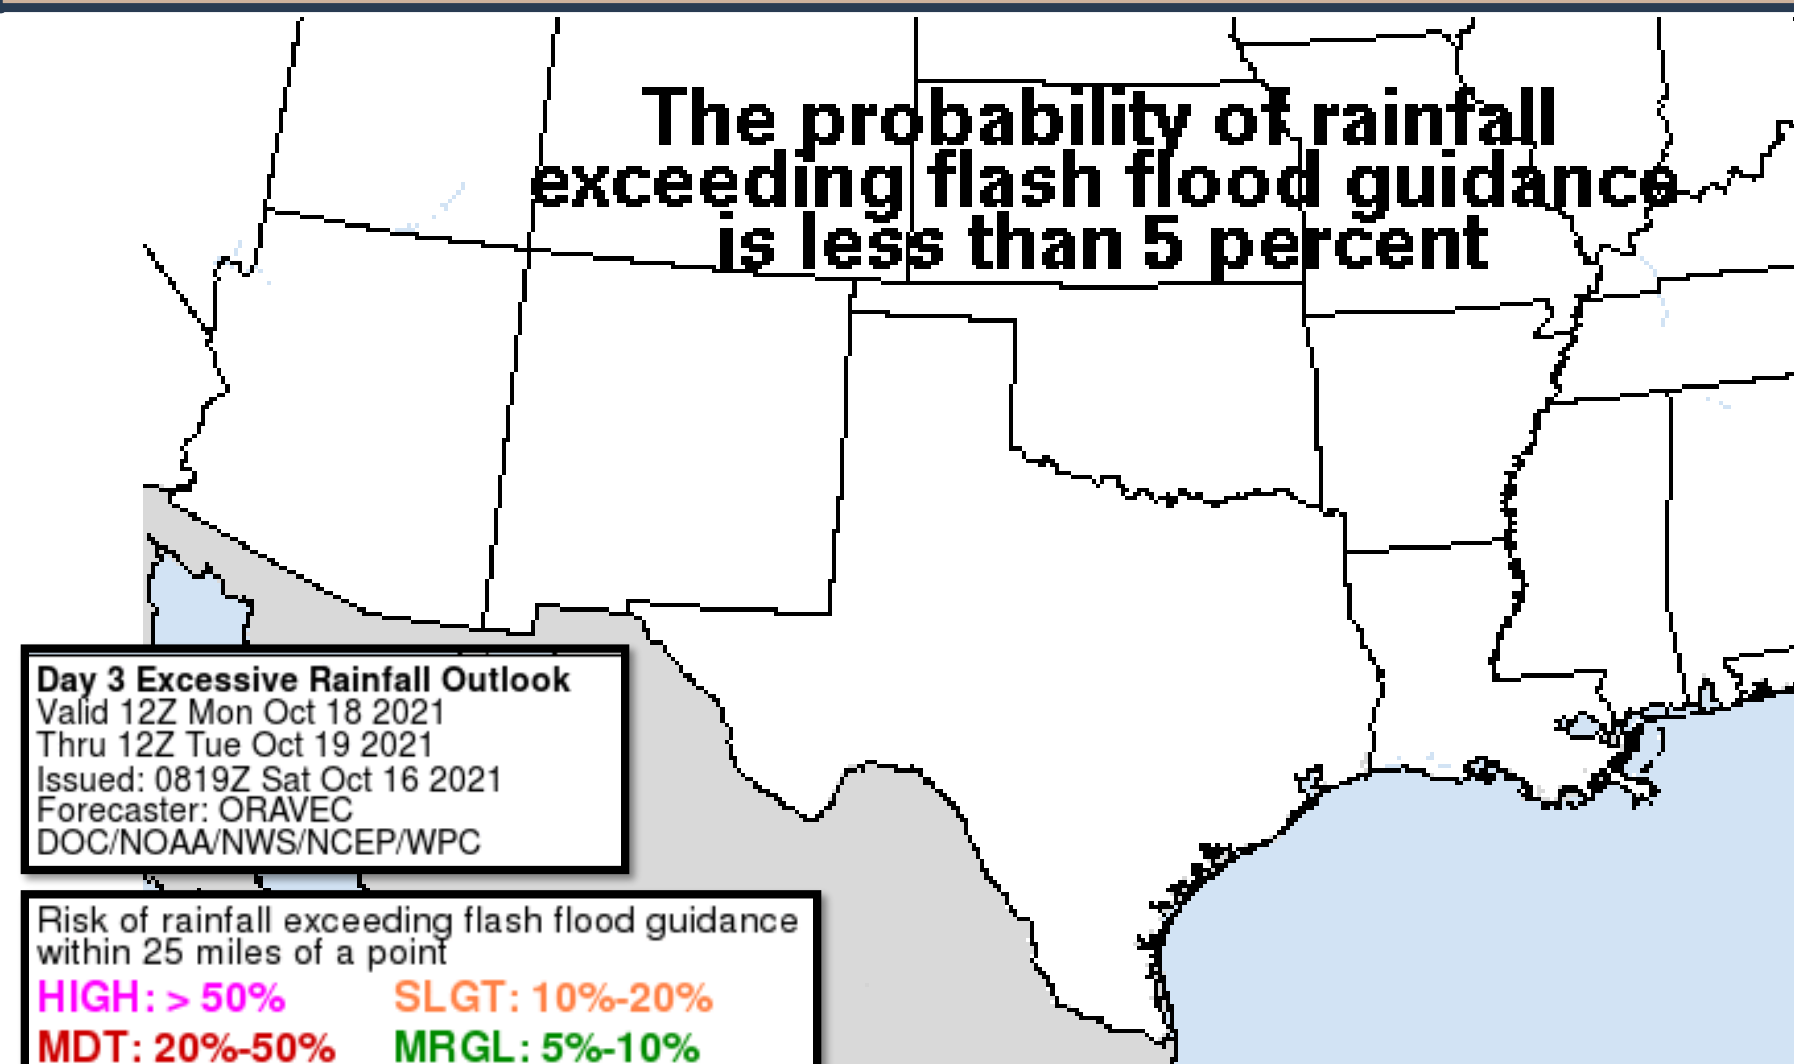 The probability of rainfall
exceeding flash flood guidance
is less than 5 percent
Day 3 Excessive Rainfall Outlook
Valid 12Z Mon Oct 18 2021
Thru 12Z Tue Oct 19 2021
Issued: 0819Z Sat Oct 16 2021
Forecaster: ORAVEC
DOC/NOAA/NWS/NCEP/WPC
Risk of rainfall exceeding flash flood guidance
within 25 miles of a point
HIGH: > 50% SLGT: 10%-20%
MDT: 20%-50% MRGL: 5%-10%